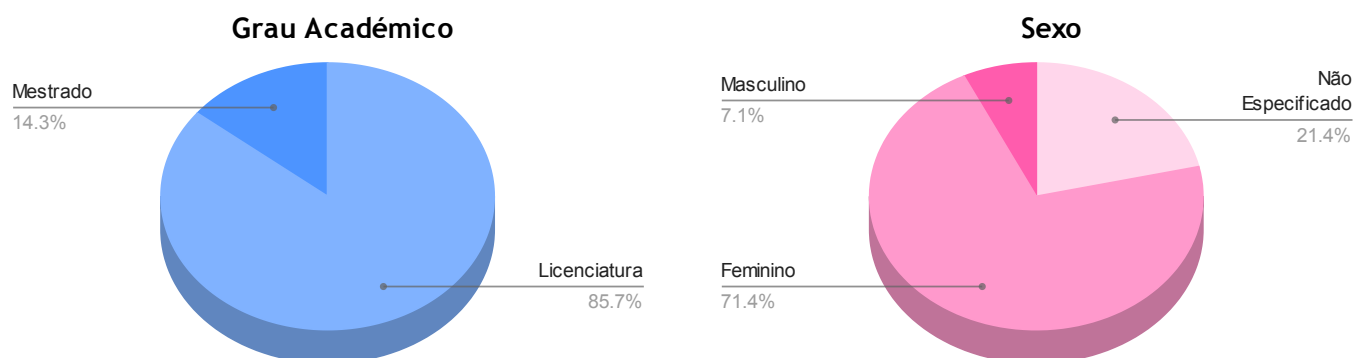 Grau Académico
Mestrado
14.3%
Licenciatura
85.7%
Sexo
Masculino
7.1%
Não
Especificado
21.4%
Feminino
71.4%